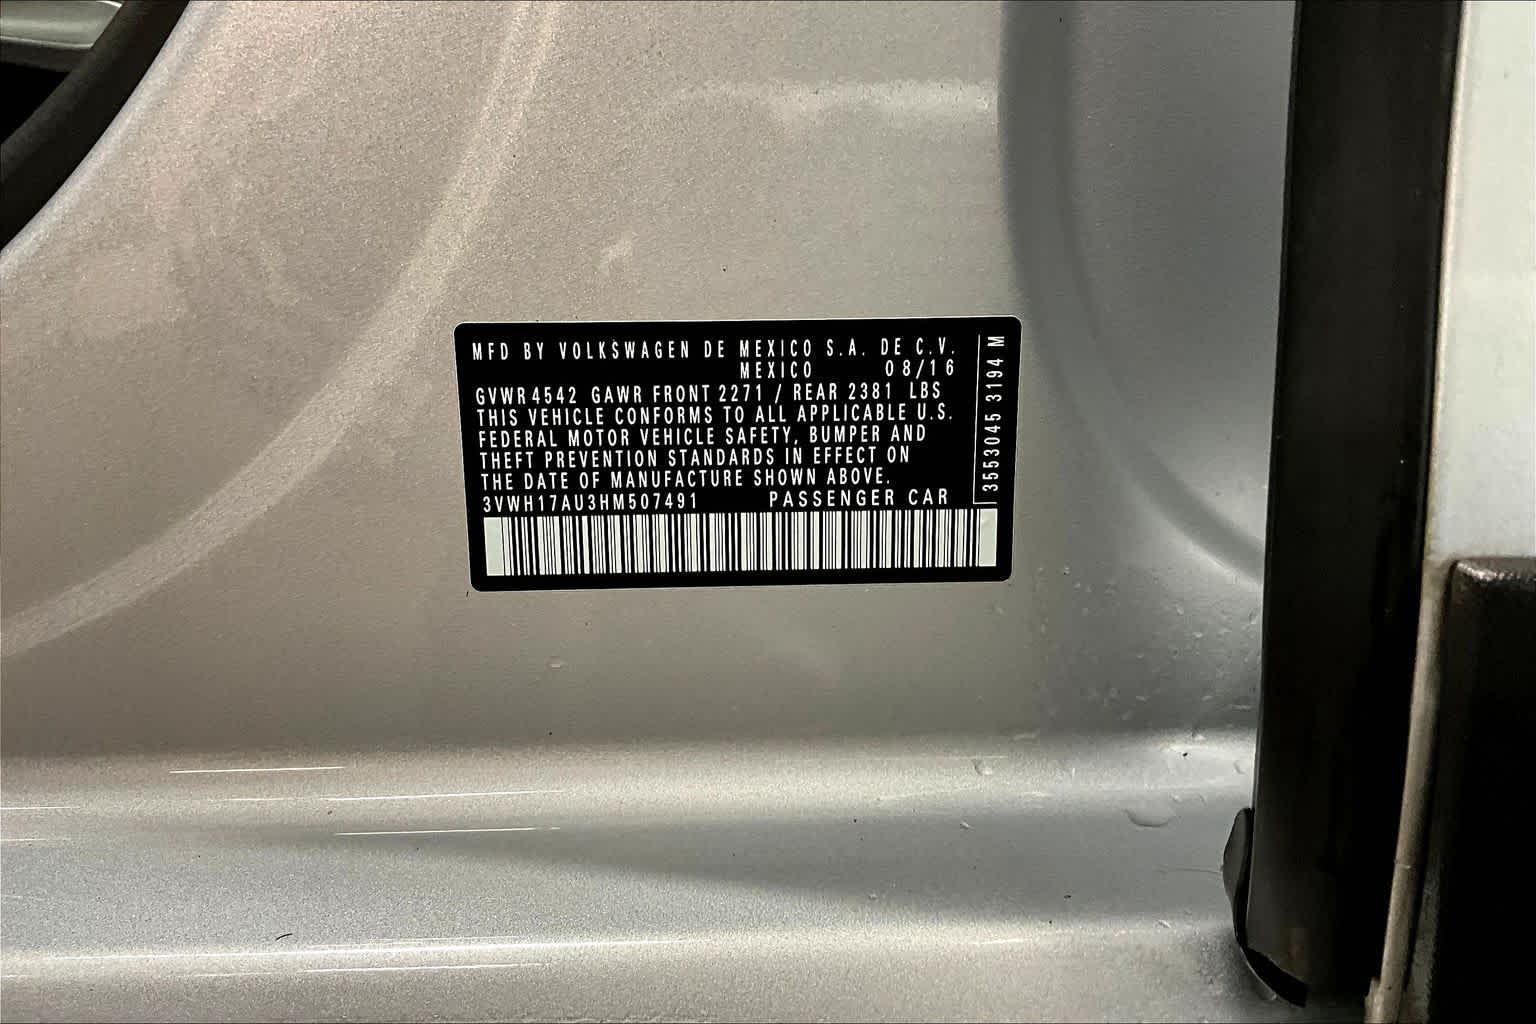 MFD BY VOLKSWAGEN DE MEXICO S.A. DE C.V.
MEXICO 08/16
GVWR 4542 GAWR FRONT 2271 / REAR 2381 LBS
THIS VEHICLE CONFORMS TO ALL APPLICABLE U.S.
FEDERAL MOTOR VEHICLE SAFETY, BUMPER AND
THEFT PREVENTION STANDARDS IN EFFECT ON
THE DATE OF MANUFACTURE SHOWN ABOVE.
3VWH17AU3HM507491 PASSENGER CAR
3553045 3194 M